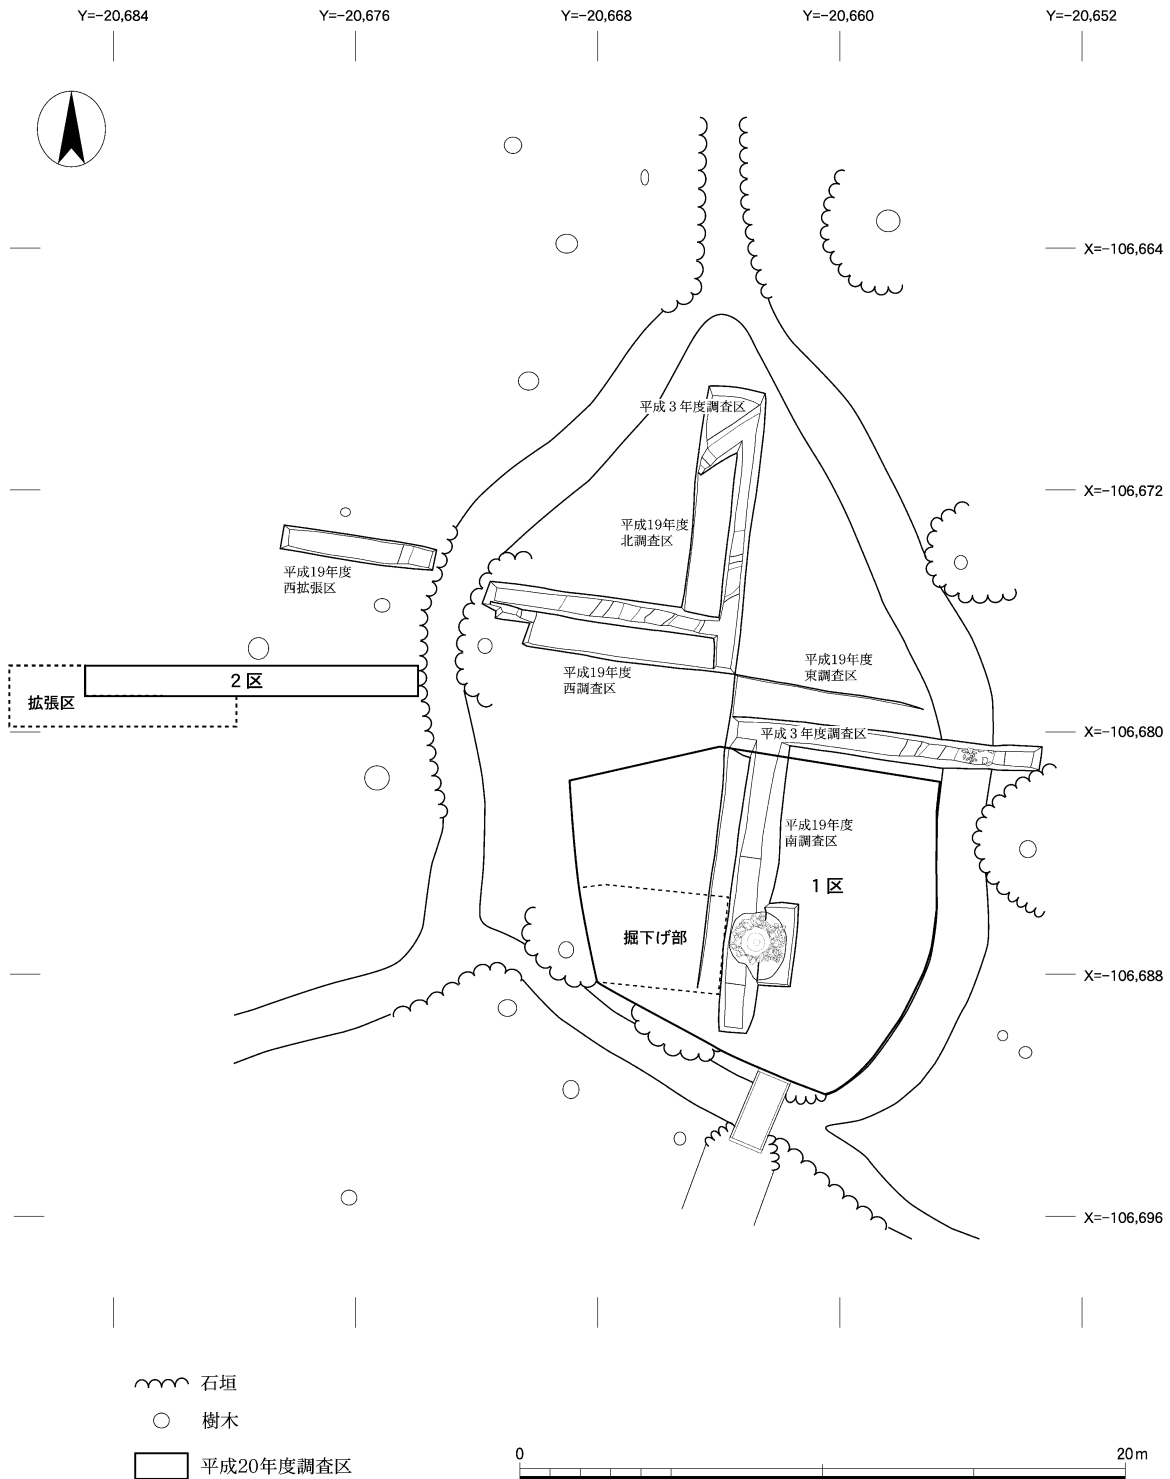 Y=-20,684
Y=-20,676
Y=-20,668
Y=-20,660
Y=-20,652
X=-106,664
平成３年度調査区
X=-106,672
平成19年度
北調査区
平成19年度
西拡張区
平成19年度
東調査区
平成19年度
西調査区
２区
拡張区
平成３年度調査区
X=-106,680
平成19年度
南調査区
１区
掘下げ部
X=-106,688
X=-106,696
石垣
樹木
平成20年度調査区
0
20m